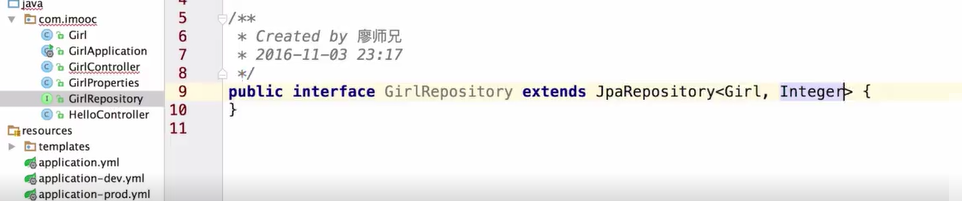 java
com.imooc
Girl
GirlApplication
GirlController
GirlProperties
GirlRepository
HelloController
resources
templates
application.yml
application-dev.yml
application-prod.yml
5 /**
6 * Created by 廖师兄
7 * 2016-11-03 23:17
8 */
9 public interface GirlRepository extends JpaRepository<Girl, Integer> {
10 }
11